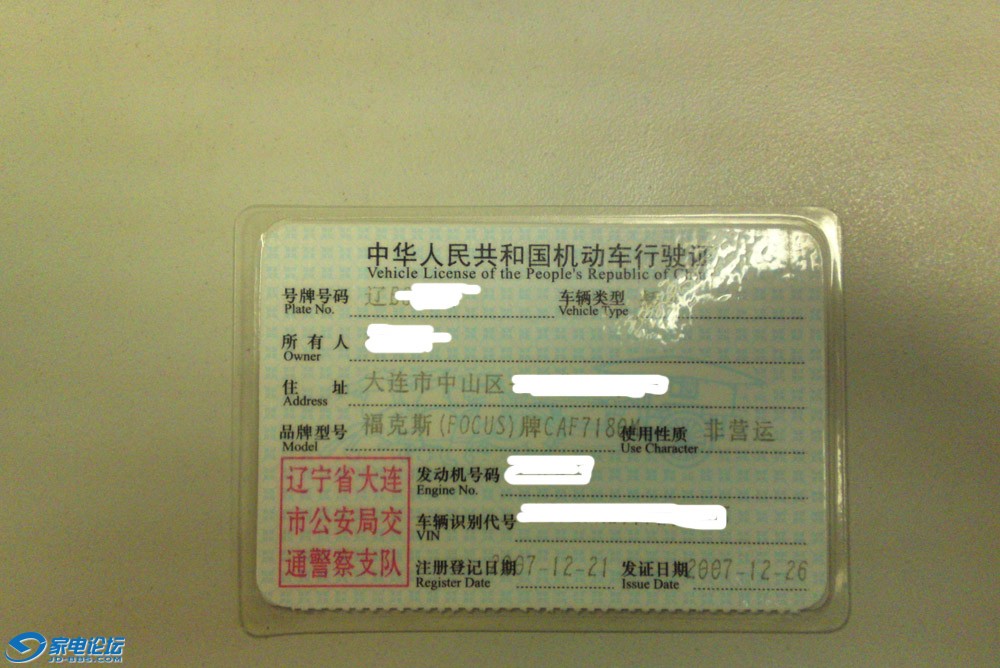 中华人民共和国机动车行驶证
Vehicle License of the People's Republic of China
号牌号码 辽B 车辆类型
Plate No. Vehicle Type
所有人
Owner
住址 大连市中山区
Address
品牌型号 福克斯(FOCUS)牌CAF7180M 使用性质 非营运
Model Use Character
发动机号码
Engine No.
车辆识别代号
VIN
注册登记日期 2007-12-21 发证日期 2007-12-26
Register Date Issue Date
辽宁省大连
市公安局交
通警察支队
家电论坛
JD-BBS.COM